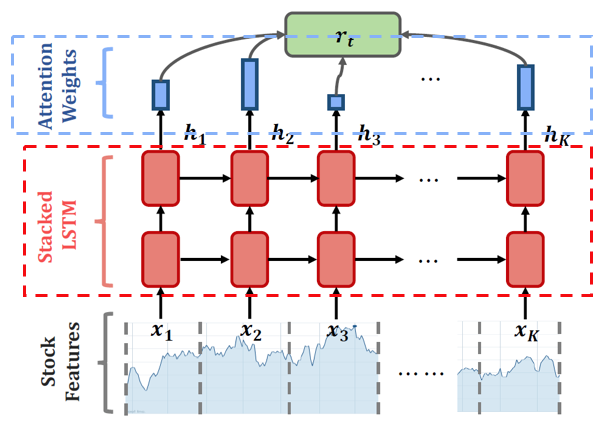 r_t
Attention
Weights
...
h_1 h_2 h_3 h_K
Stacked
LSTM
...
...
x_1 x_2 x_3 x_K
Stock
Features
... ...